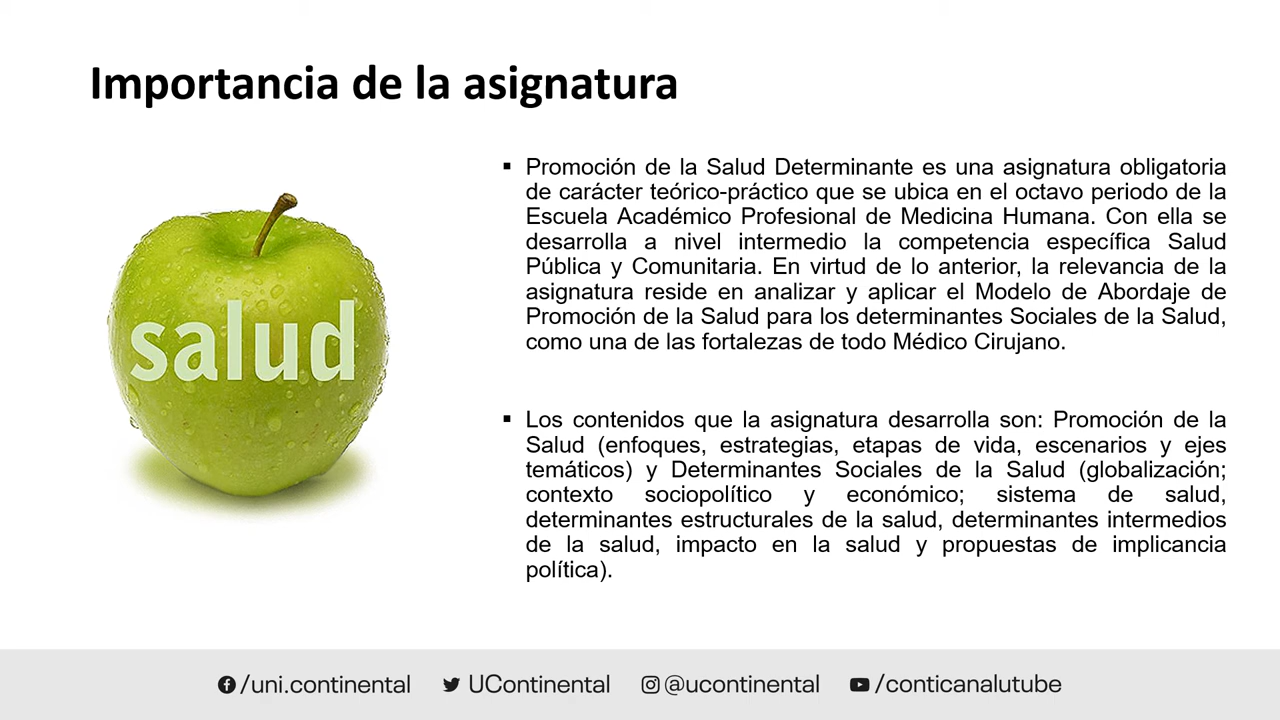 Importancia de la asignatura
salud
▪ Promoción de la Salud Determinante es una asignatura obligatoria
de carácter teórico-práctico que se ubica en el octavo periodo de la
Escuela Académico Profesional de Medicina Humana. Con ella se
desarrolla a nivel intermedio la competencia específica Salud
Pública y Comunitaria. En virtud de lo anterior, la relevancia de la
asignatura reside en analizar y aplicar el Modelo de Abordaje de
Promoción de la Salud para los determinantes Sociales de la Salud,
como una de las fortalezas de todo Médico Cirujano.
▪ Los contenidos que la asignatura desarrolla son: Promoción de la
Salud (enfoques, estrategias, etapas de vida, escenarios y ejes
temáticos) y Determinantes Sociales de la Salud (globalización;
contexto sociopolítico y económico; sistema de salud,
determinantes estructurales de la salud, determinantes intermedios
de la salud, impacto en la salud y propuestas de implicancia
política).
/uni.continental UContinental @ucontinental /conticanalutube